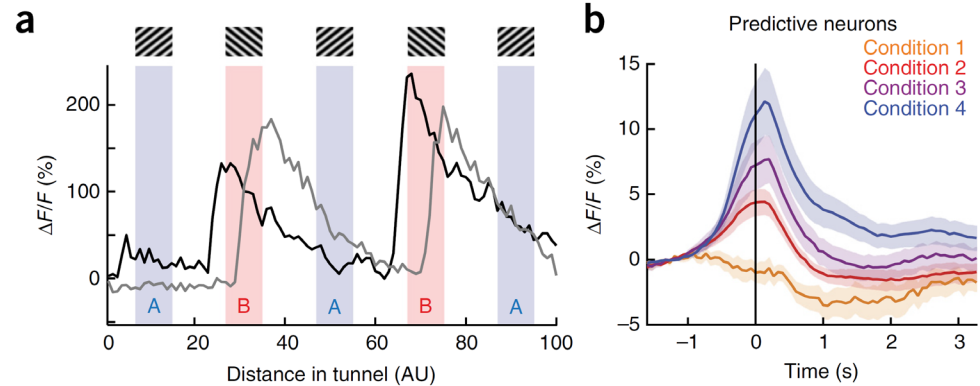 a
ΔF/F (%)
200
100
0
A
B
A
B
A
0
20
40
60
80
100
Distance in tunnel (AU)
b
Predictive neurons
Condition 1
Condition 2
Condition 3
Condition 4
ΔF/F (%)
15
10
5
0
–5
–1
0
1
2
3
Time (s)